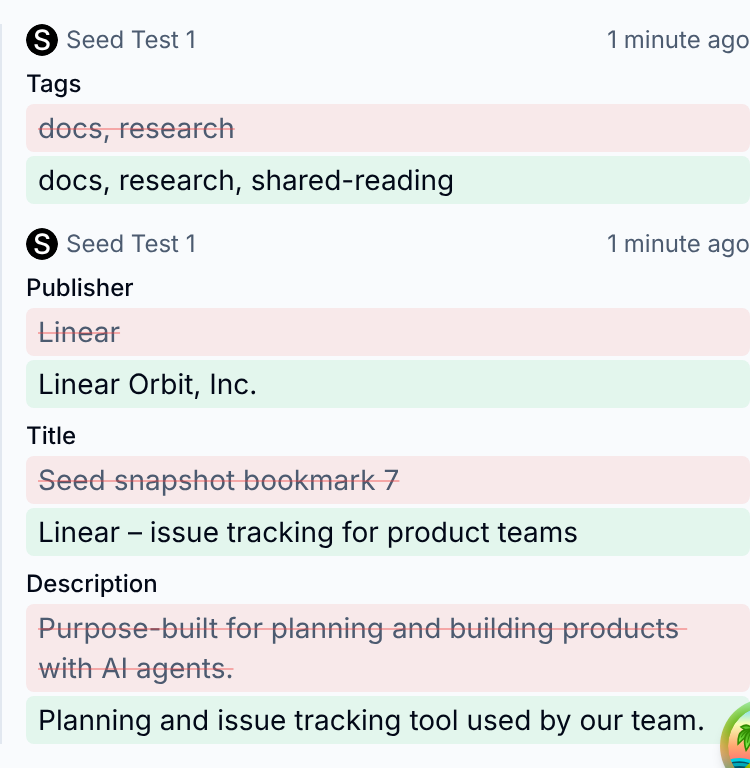 S Seed Test 1 1 minute ago
Tags
docs, research
docs, research, shared-reading
S Seed Test 1 1 minute ago
Publisher
Linear
Linear Orbit, Inc.
Title
Seed snapshot bookmark 7
Linear – issue tracking for product teams
Description
Purpose-built for planning and building products
with AI agents.
Planning and issue tracking tool used by our team.